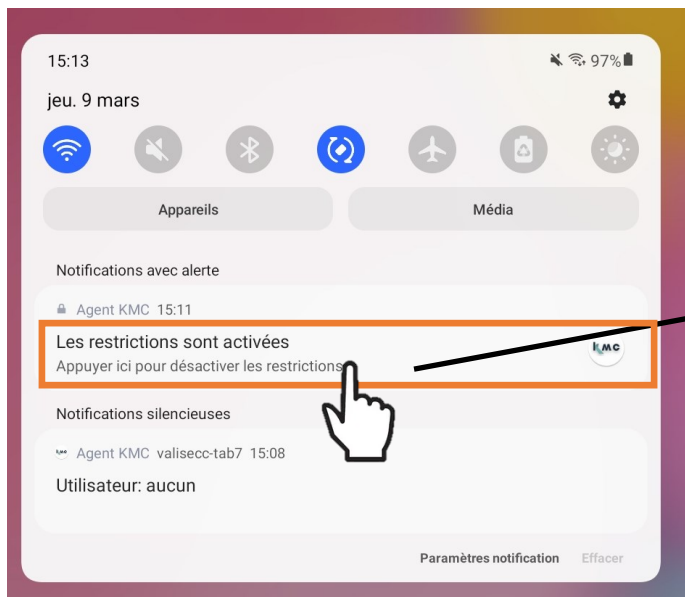 15:13 97%
jeu. 9 mars
Appareils Média
Notifications avec alerte
Agent KMC 15:11
Les restrictions sont activées
Appuyer ici pour désactiver les restrictions
KMC
Notifications silencieuses
Agent KMC valisecc-tab7 15:08
Utilisateur: aucun
Paramètres notification Effacer